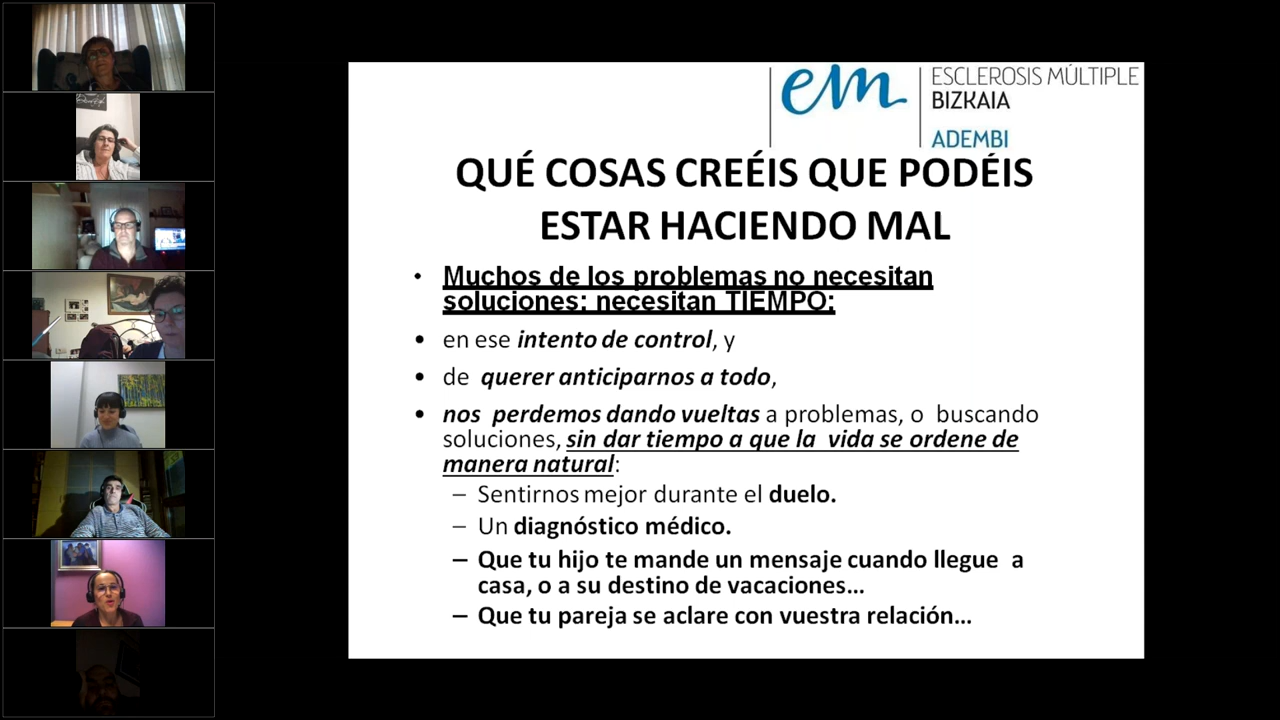 em
ESCLEROSIS MÚLTIPLE
BIZKAIA
ADEMBI
QUÉ COSAS CREÉIS QUE PODÉIS
ESTAR HACIENDO MAL
• Muchos de los problemas no necesitan
soluciones; necesitan TIEMPO:
• en ese intento de control, y
• de querer anticiparnos a todo,
• nos perdemos dando vueltas a problemas, o buscando
soluciones, sin dar tiempo a que la vida se ordene de
manera natural:
– Sentirnos mejor durante el duelo.
– Un diagnóstico médico.
– Que tu hijo te mande un mensaje cuando llegue a
casa, o a su destino de vacaciones...
– Que tu pareja se aclare con vuestra relación...